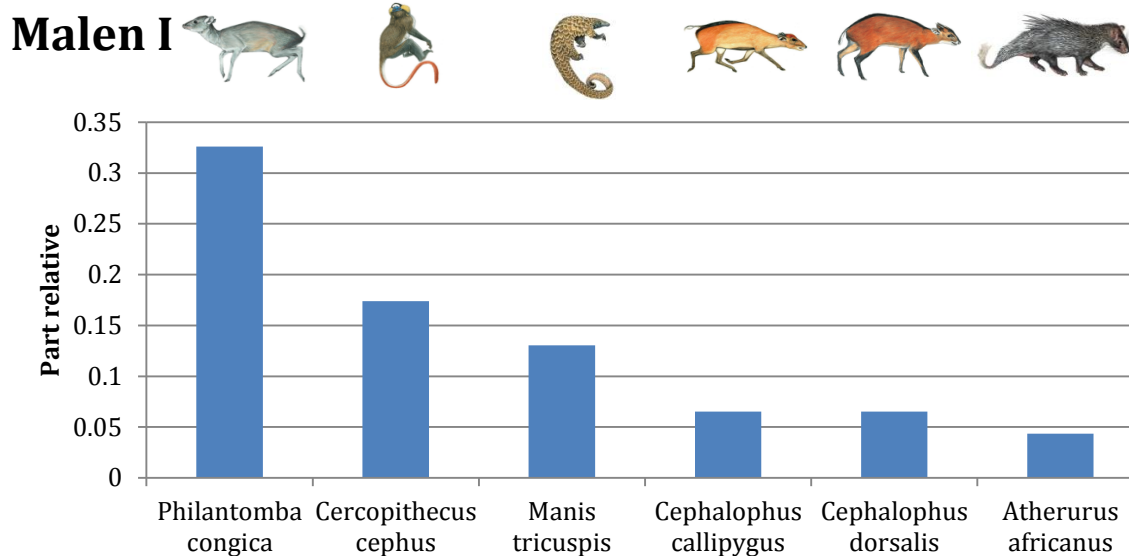 Malen I
0.35
0.3
0.25
0.2
0.15
0.1
0.05
0
Part relative
Philantomba congica
Cercopithecus cephus
Manis tricuspis
Cephalophus callipygus
Cephalophus dorsalis
Atherurus africanus